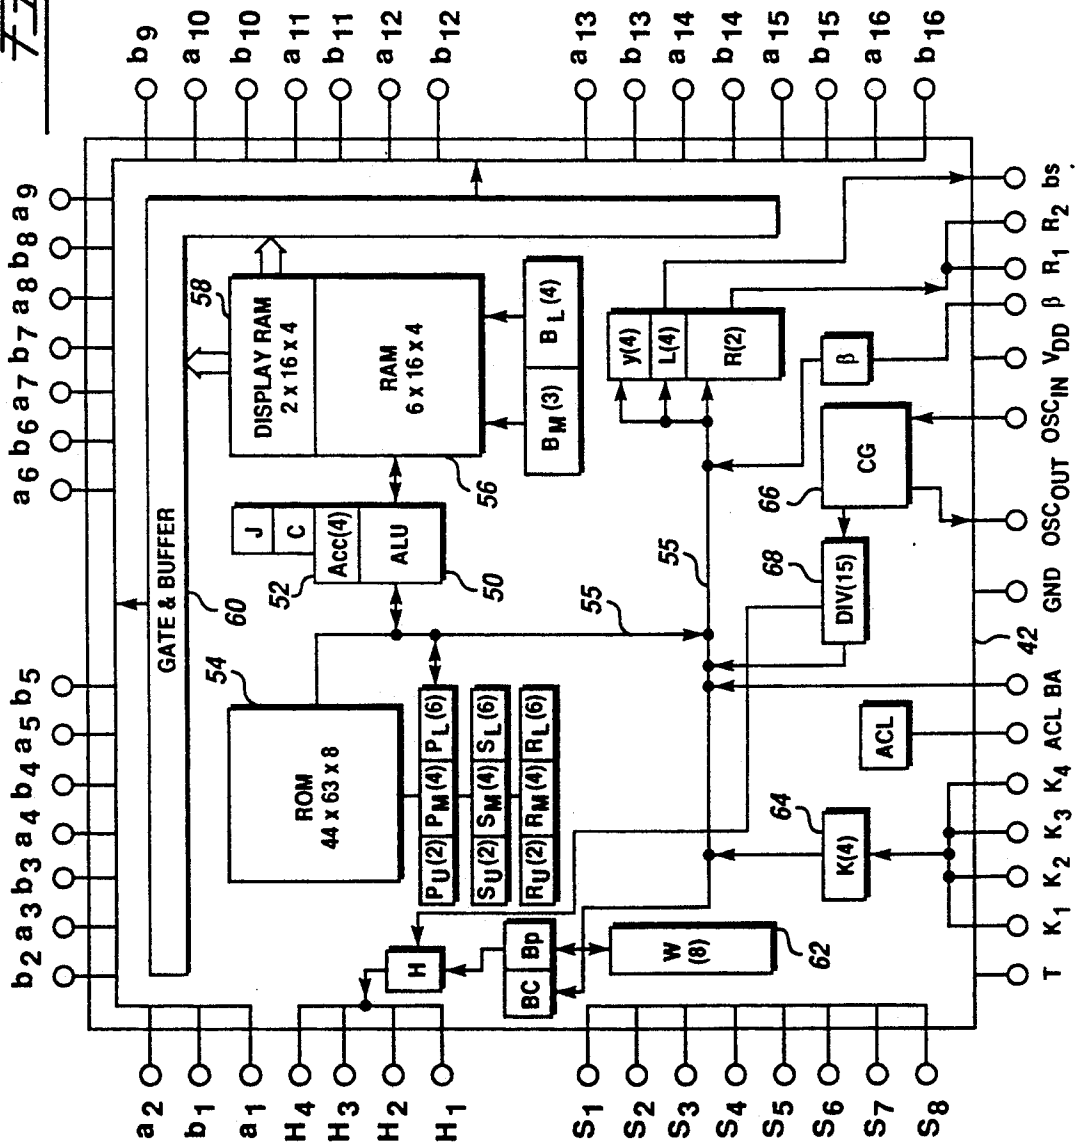 b9 a10 b10 a11 b11 a12 b12 a13 b13 a14 b14 a15 b15 a16 b16
a6 b6 a7 b7 a8 b8 a9
b2 a3 b3 a4 b4 a5 b5
a2
b1
a1
H4
H3
H2
H1
S1
S2
S3
S4
S5
S6
S7
S8
GATE & BUFFER
60
58
DISPLAY RAM
2 x 16 x 4
RAM
6 x 16 x 4
56
BM(3) BL(4)
J
C
52
Acc(4)
ALU
50
54
ROM
44 x 63 x 8
PU(2) PM(4) PL(6)
SU(2) SM(4) SL(6)
RU(2) RM(4) RL(6)
55
55
H
BC Bp
W
(8)
62
y(4)
L(4)
R(2)
β
CG
66
68
DIV(15)
ACL
64
K(4)
42
T K1 K2 K3 K4 ACL BA GND OSCOUT OSCIN VDD β R1 R2 bs